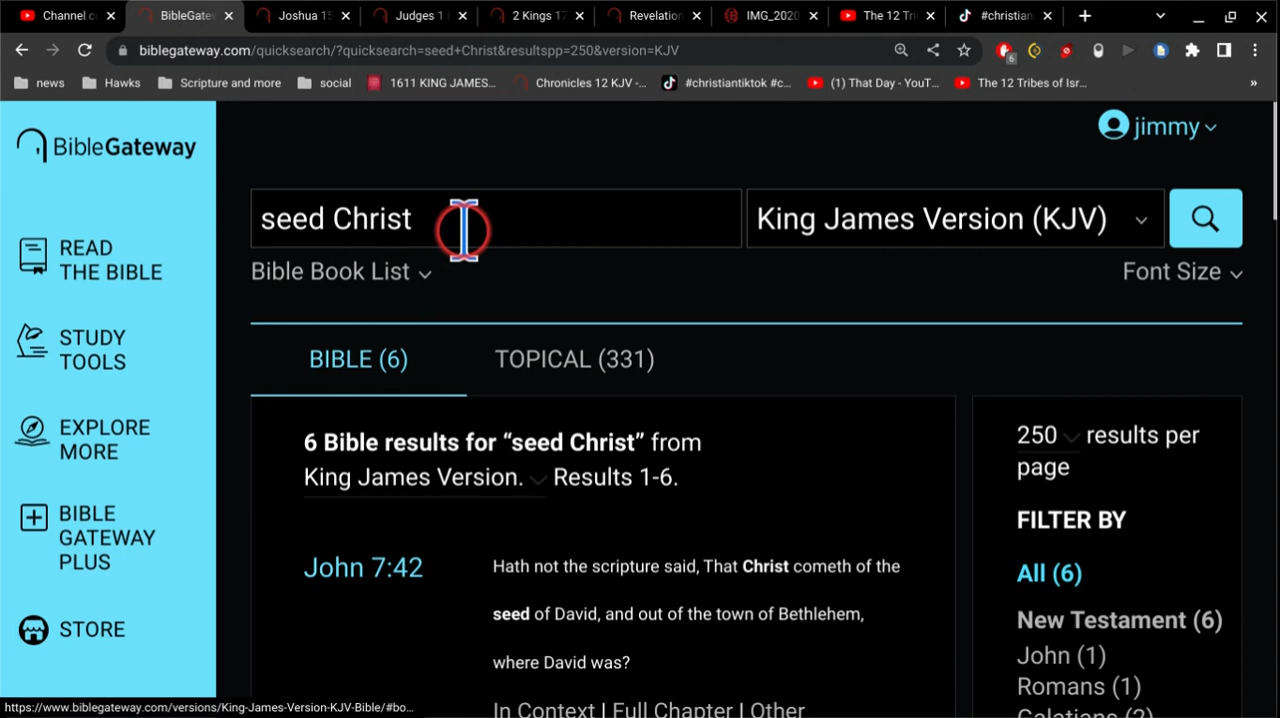 Channel c
BibleGatew
Joshua 15
Judges 1
2 Kings 17
Revelation
IMG_2020
The 12 Tri
#christian
biblegateway.com/quicksearch/?quicksearch=seed+Christ&resultspp=250&version=KJV
6
news
Hawks
Scripture and more
social
1611 KING JAMES...
Chronicles 12 KJV -...
#christiantiktok #c...
(1) That Day - YouT...
The 12 Tribes of Isr...
»
BibleGateway
jimmy
seed Christ
King James Version (KJV)
Bible Book List
Font Size
READ
THE BIBLE
STUDY
TOOLS
EXPLORE
MORE
BIBLE
GATEWAY
PLUS
STORE
BIBLE (6)
TOPICAL (331)
6 Bible results for “seed Christ” from
King James Version. Results 1-6.
250 results per
page
FILTER BY
All (6)
New Testament (6)
John (1)
Romans (1)
Galatians (2)
John 7:42
Hath not the scripture said, That Christ cometh of the
seed of David, and out of the town of Bethlehem,
where David was?
In Context | Full Chapter | Other
https://www.biblegateway.com/versions/King-James-Version-KJV-Bible/#bo...